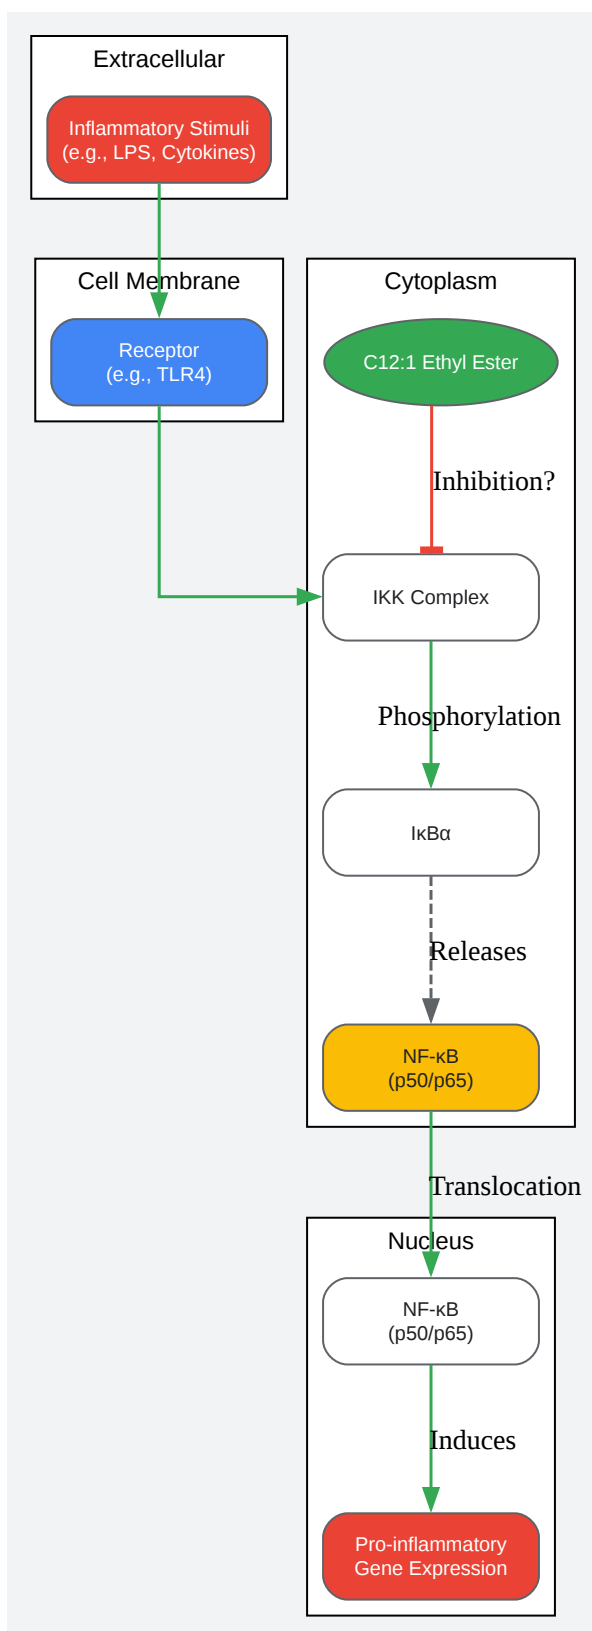 Extracellular
Inflammatory Stimuli
(e.g., LPS, Cytokines)
Cell Membrane
Receptor
(e.g., TLR4)
Cytoplasm
C12:1 Ethyl Ester
Inhibition?
IKK Complex
Phosphorylation
IκBα
Releases
NF-κB
(p50/p65)
Translocation
Nucleus
NF-κB
(p50/p65)
Induces
Pro-inflammatory
Gene Expression